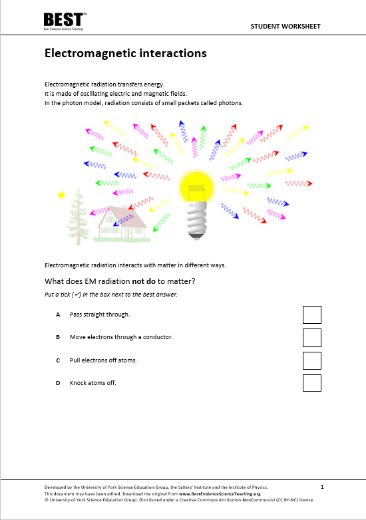 BEST
Best Evidence Science Teaching
STUDENT WORKSHEET
Electromagnetic interactions
Electromagnetic radiation transfers energy.
It is made of oscillating electric and magnetic fields.
In the photon model, radiation consists of small packets called photons.
Electromagnetic radiation interacts with matter in different ways.
What does EM radiation not do to matter?
Put a tick (✓) in the box next to the best answer.
A Pass straight through.
B Move electrons through a conductor.
C Pull electrons off atoms.
D Knock atoms off.
Developed by the University of York Science Education Group, the Salters' Institute and the Institute of Physics. 1
This document may have been edited. Download the original from www.BestEvidenceScienceTeaching.org
© University of York Science Education Group. Distributed under a Creative Commons Attribution-NonCommercial (CC BY-NC) license.